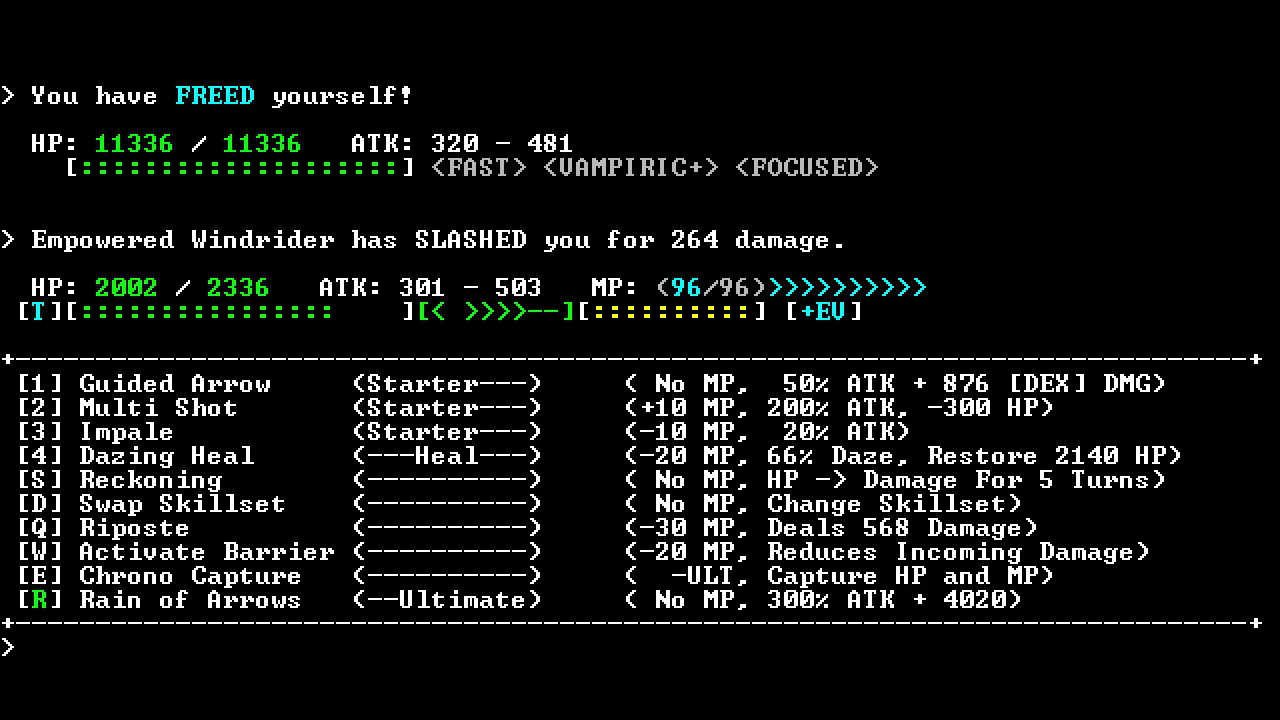 > You have FREED yourself!
HP: 11336 / 11336   ATK: 320 - 481
[::::::::::::::::::::] <FAST> <VAMPIRIC+> <FOCUSED>
> Empowered Windrider has SLASHED you for 264 damage.
HP: 2002 / 2336   ATK: 301 - 503   MP: (96/96)>>>>>>>>>>
[T][::::::::::::::::    ][< >>>>--][::::::::::] [+EV]
+-----------------------------------------------------------------------------+
[1] Guided Arrow     (Starter---)     ( No MP,  50% ATK + 876 [DEX] DMG)
[2] Multi Shot       (Starter---)     (+10 MP, 200% ATK, -300 HP)
[3] Impale           (Starter---)     (-10 MP,  20% ATK)
[4] Dazing Heal      (---Heal---)     (-20 MP, 66% Daze, Restore 2140 HP)
[S] Reckoning        (----------)     ( No MP, HP -> Damage For 5 Turns)
[D] Swap Skillset    (----------)     ( No MP, Change Skillset)
[Q] Riposte          (----------)     (-30 MP, Deals 568 Damage)
[W] Activate Barrier (----------)     (-20 MP, Reduces Incoming Damage)
[E] Chrono Capture   (----------)     (  -ULT, Capture HP and MP)
[R] Rain of Arrows   (--Ultimate)     ( No MP, 300% ATK + 4020)
+-----------------------------------------------------------------------------+
>